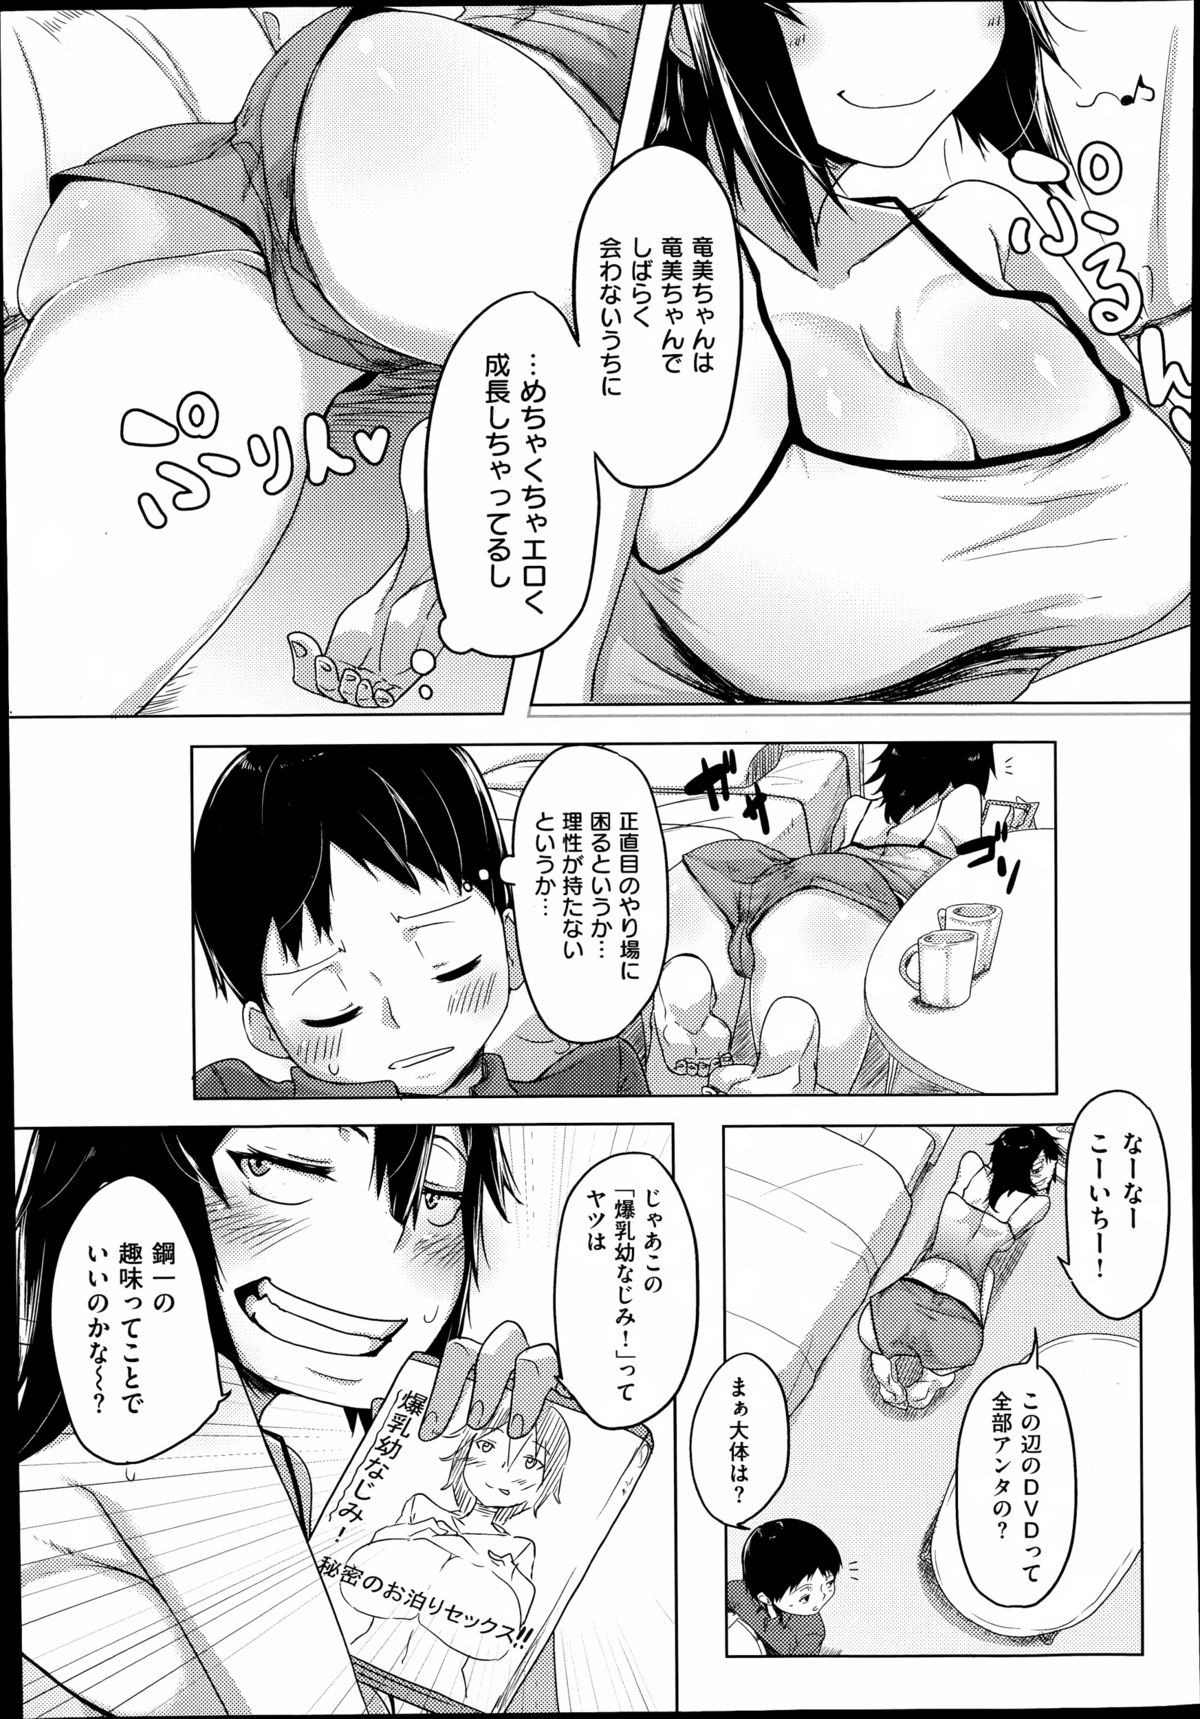 ぷるんっ
竜美ちゃんは
竜美ちゃんで
しばらく
会わないうちに
…めちゃくちゃエロく
成長しちゃってるし
ぷりんっ♡
ガサ
ゴソ
正直目のやり場に
困るというか…
理性が持たない
というか…
なーなー
こーいちー!
この辺のDVDって
全部アンタの?
まぁ大体は?
じゃあこの
「爆乳幼なじみ!」って
ヤツは
爆乳幼なじみ!
秘密のお泊りセックス!!
鋼一の
趣味ってことで
いいのかな〜?